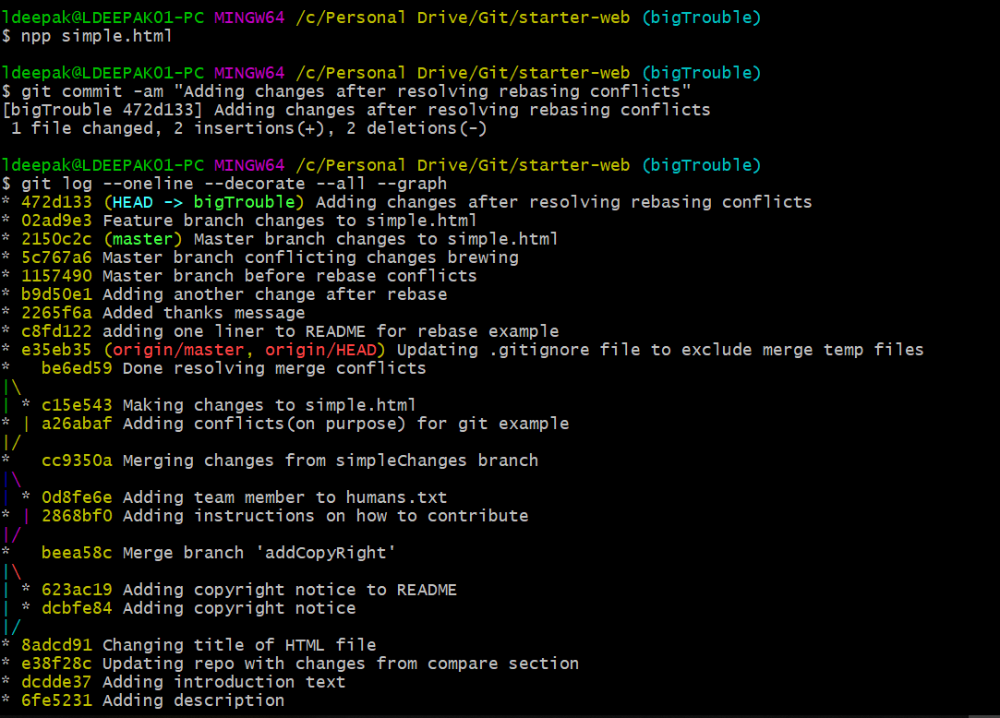 ldeepak@LDEEPAK01-PC MINGW64 /c/Personal Drive/Git/starter-web (bigTrouble)
$ npp simple.html
ldeepak@LDEEPAK01-PC MINGW64 /c/Personal Drive/Git/starter-web (bigTrouble)
$ git commit -am "Adding changes after resolving rebasing conflicts"
[bigTrouble 472d133] Adding changes after resolving rebasing conflicts
 1 file changed, 2 insertions(+), 2 deletions(-)
ldeepak@LDEEPAK01-PC MINGW64 /c/Personal Drive/Git/starter-web (bigTrouble)
$ git log --oneline --decorate --all --graph
* 472d133 (HEAD -> bigTrouble) Adding changes after resolving rebasing conflicts
* 02ad9e3 Feature branch changes to simple.html
* 2150c2c (master) Master branch changes to simple.html
* 5c767a6 Master branch conflicting changes brewing
* 1157490 Master branch before rebase conflicts
* b9d50e1 Adding another change after rebase
* 2265f6a Added thanks message
* c8fd122 adding one liner to README for rebase example
* e35eb35 (origin/master, origin/HEAD) Updating .gitignore file to exclude merge temp files
*   be6ed59 Done resolving merge conflicts
|\
| * c15e543 Making changes to simple.html
* | a26abaf Adding conflicts(on purpose) for git example
|/
*   cc9350a Merging changes from simpleChanges branch
|\
| * 0d8fe6e Adding team member to humans.txt
* | 2868bf0 Adding instructions on how to contribute
|/
*   beea58c Merge branch 'addCopyRight'
|\
| * 623ac19 Adding copyright notice to README
| * dcbfe84 Adding copyright notice
|/
* 8adcd91 Changing title of HTML file
* e38f28c Updating repo with changes from compare section
* dcdde37 Adding introduction text
* 6fe5231 Adding description